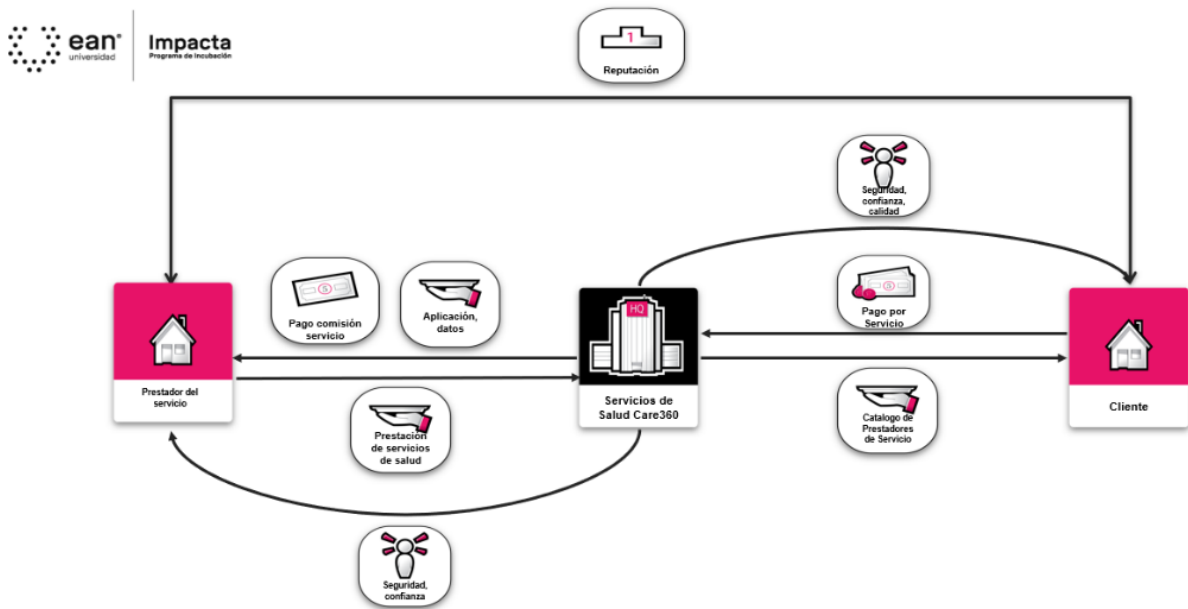 ean®
universidad
Impacta
Programa de Incubación
1
Reputación
Seguridad,
confianza,
calidad
5
Pago comisión
servicio
Aplicación,
datos
HQ
5
Pago por
Servicio
Prestador del
servicio
Servicios de
Salud Care360
Cliente
Prestación
de servicios
de salud
Catalogo de
Prestadores
de Servicio
Seguridad,
confianza